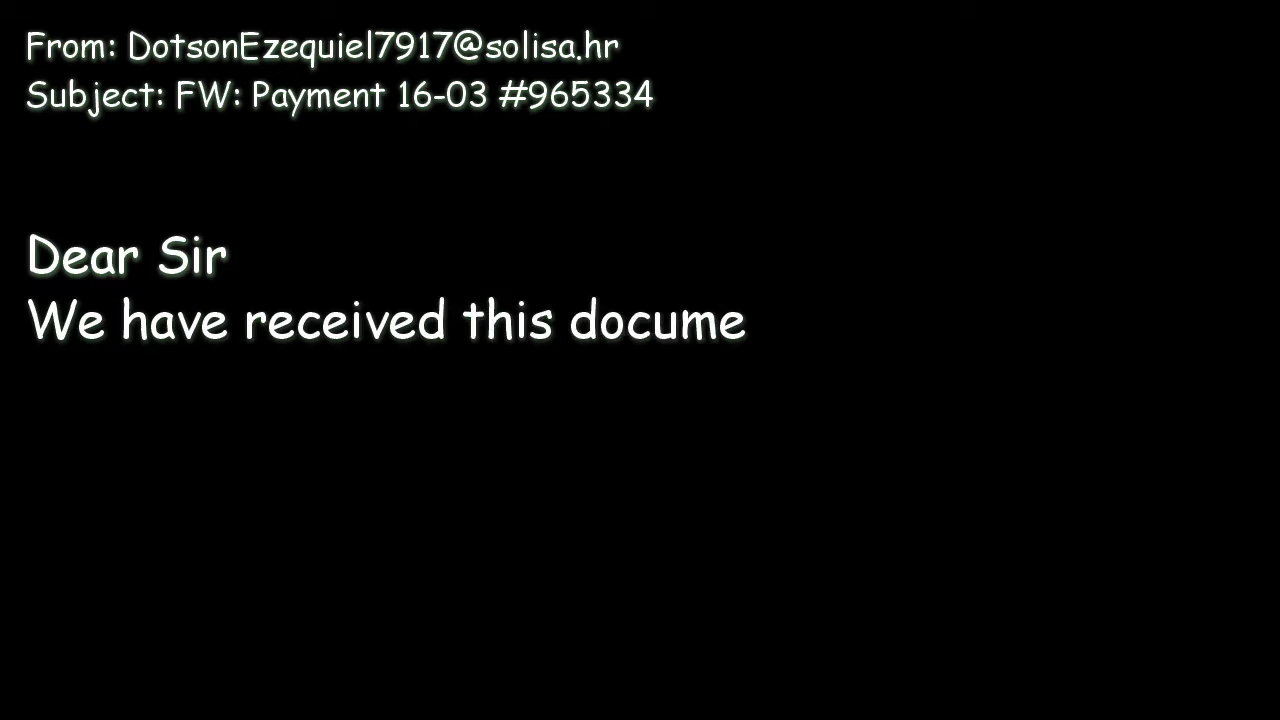 From: DotsonEzequiel7917@solisa.hr
Subject: FW: Payment 16-03 #965334
Dear Sir
We have received this docume